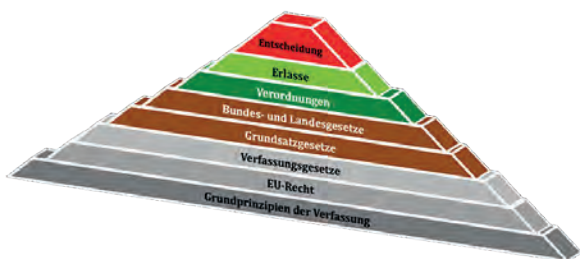 Entscheidung
Erlasse
Verordnungen
Bundes- und Landesgesetze
Grundsatzgesetze
Verfassungsgesetze
EU-Recht
Grundprinzipien der Verfassung